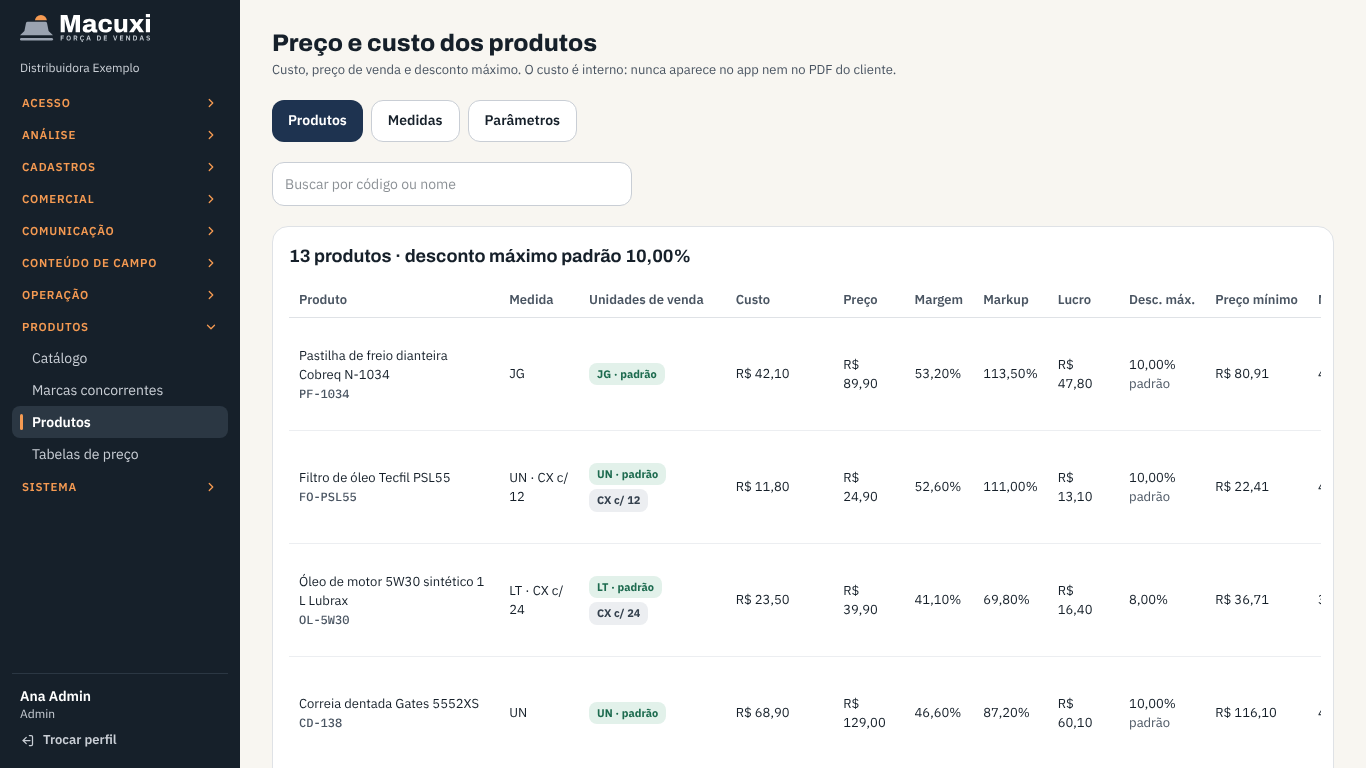 Macuxi
FORÇA DE VENDAS
Distribuidora Exemplo
ACESSO
ANÁLISE
CADASTROS
COMERCIAL
COMUNICAÇÃO
CONTEÚDO DE CAMPO
OPERAÇÃO
PRODUTOS
Catálogo
Marcas concorrentes
Produtos
Tabelas de preço
SISTEMA
Ana Admin
Admin
Trocar perfil
Preço e custo dos produtos
Custo, preço de venda e desconto máximo. O custo é interno: nunca aparece no app nem no PDF do cliente.
Produtos Medidas Parâmetros
Buscar por código ou nome
13 produtos · desconto máximo padrão 10,00%
Produto Medida Unidades de venda Custo Preço Margem Markup Lucro Desc. máx. Preço mínimo
Pastilha de freio dianteira
Cobreq N-1034
PF-1034
JG
JG · padrão
R$ 42,10
R$
89,90
53,20%
113,50%
R$
47,80
10,00%
padrão
R$ 80,91
Filtro de óleo Tecfil PSL55
FO-PSL55
UN · CX c/
12
UN · padrão
CX c/ 12
R$ 11,80
R$
24,90
52,60%
111,00%
R$
13,10
10,00%
padrão
R$ 22,41
Óleo de motor 5W30 sintético 1
L Lubrax
OL-5W30
LT · CX c/
24
LT · padrão
CX c/ 24
R$ 23,50
R$
39,90
41,10%
69,80%
R$
16,40
8,00%
R$ 36,71
Correia dentada Gates 5552XS
CD-138
UN
UN · padrão
R$ 68,90
R$
129,00
46,60%
87,20%
R$
60,10
10,00%
padrão
R$ 116,10